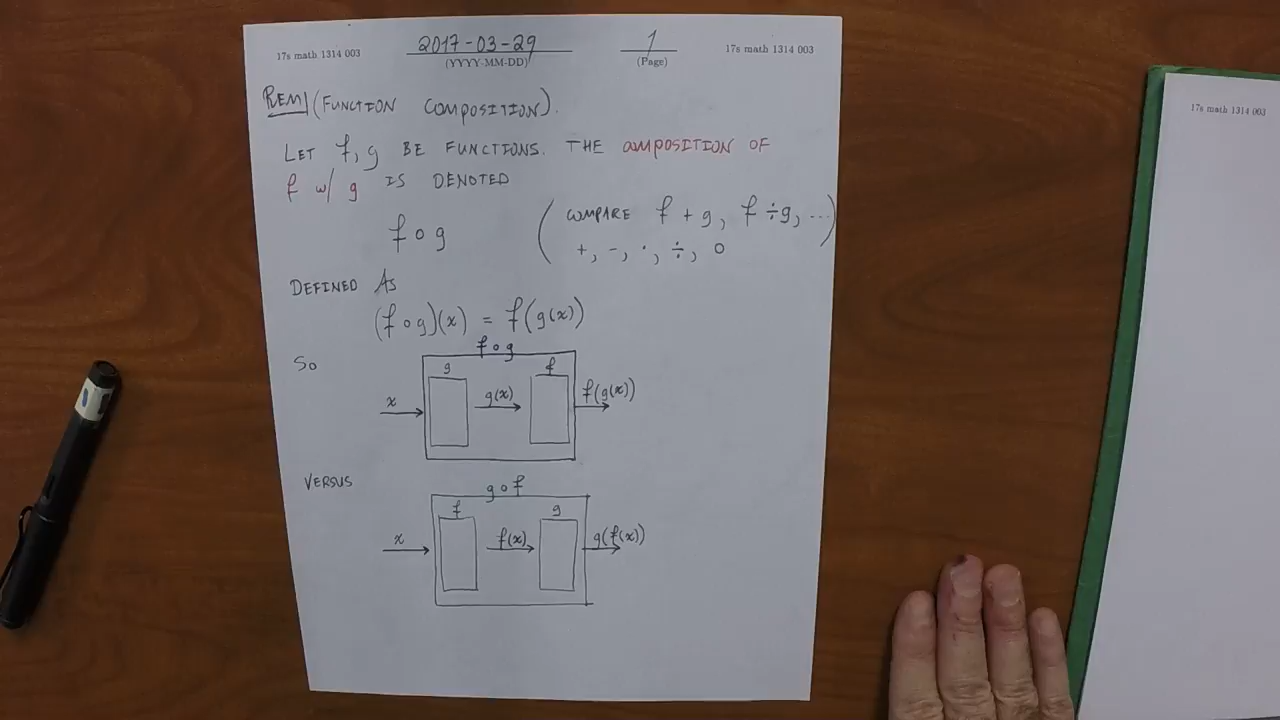 17s math 1314 003 2017-03-29 1 17s math 1314 003
(YYYY-MM-DD) (Page)
REM (FUNCTION COMPOSITION).
LET f, g BE FUNCTIONS. THE COMPOSITION OF
f w/ g IS DENOTED
f ∘ g ( COMPARE f + g, f ÷ g, ...)
+, -, ·, ÷, ∘
DEFINED AS
(f ∘ g)(x) = f(g(x))
SO
f ∘ g
g f
x g(x) f(g(x))
VERSUS
g ∘ f
f g
x f(x) g(f(x))
17s math 1314 003